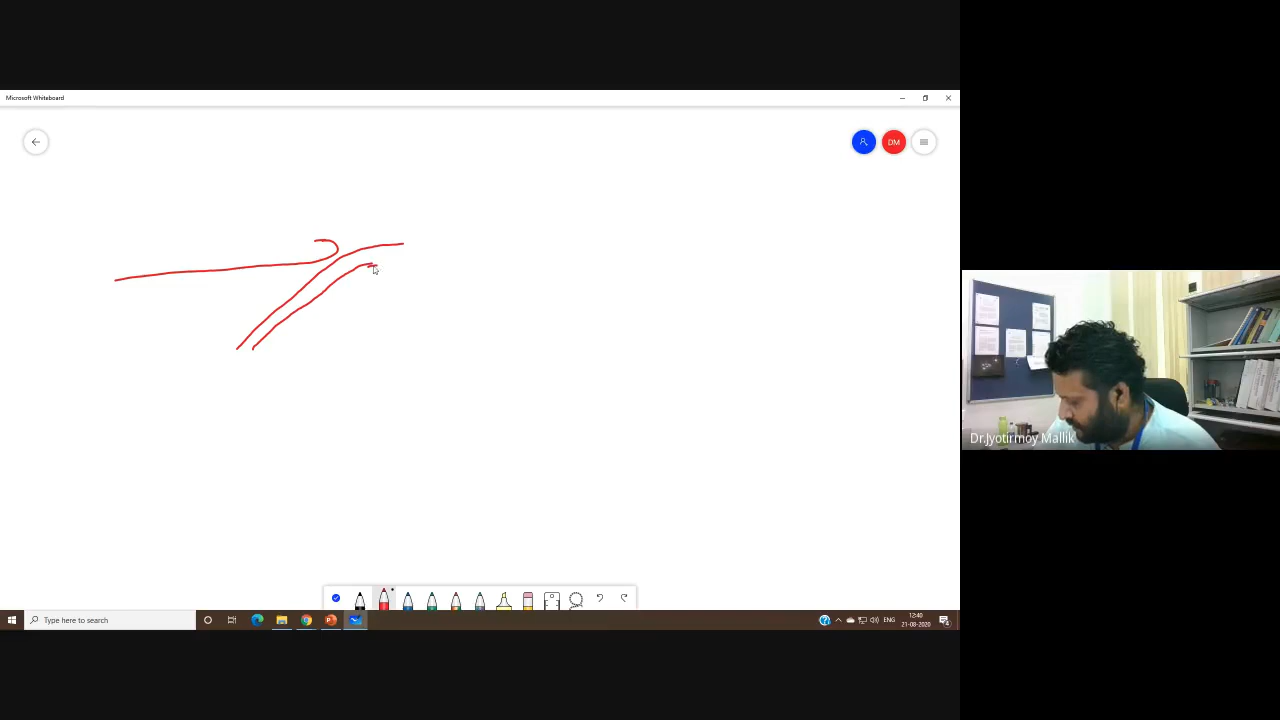 Microsoft Whiteboard
DM
Dr.Jyotirmoy Mallik
Type here to search
ENG
12:40
21-08-2020